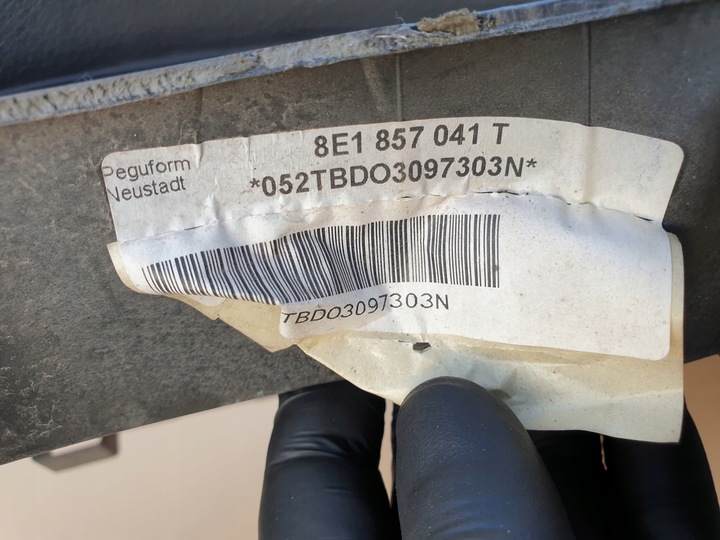 8E1 857 041 T
Peguform
Neustadt
*052TBDO3097303N*
TBDO3097303N